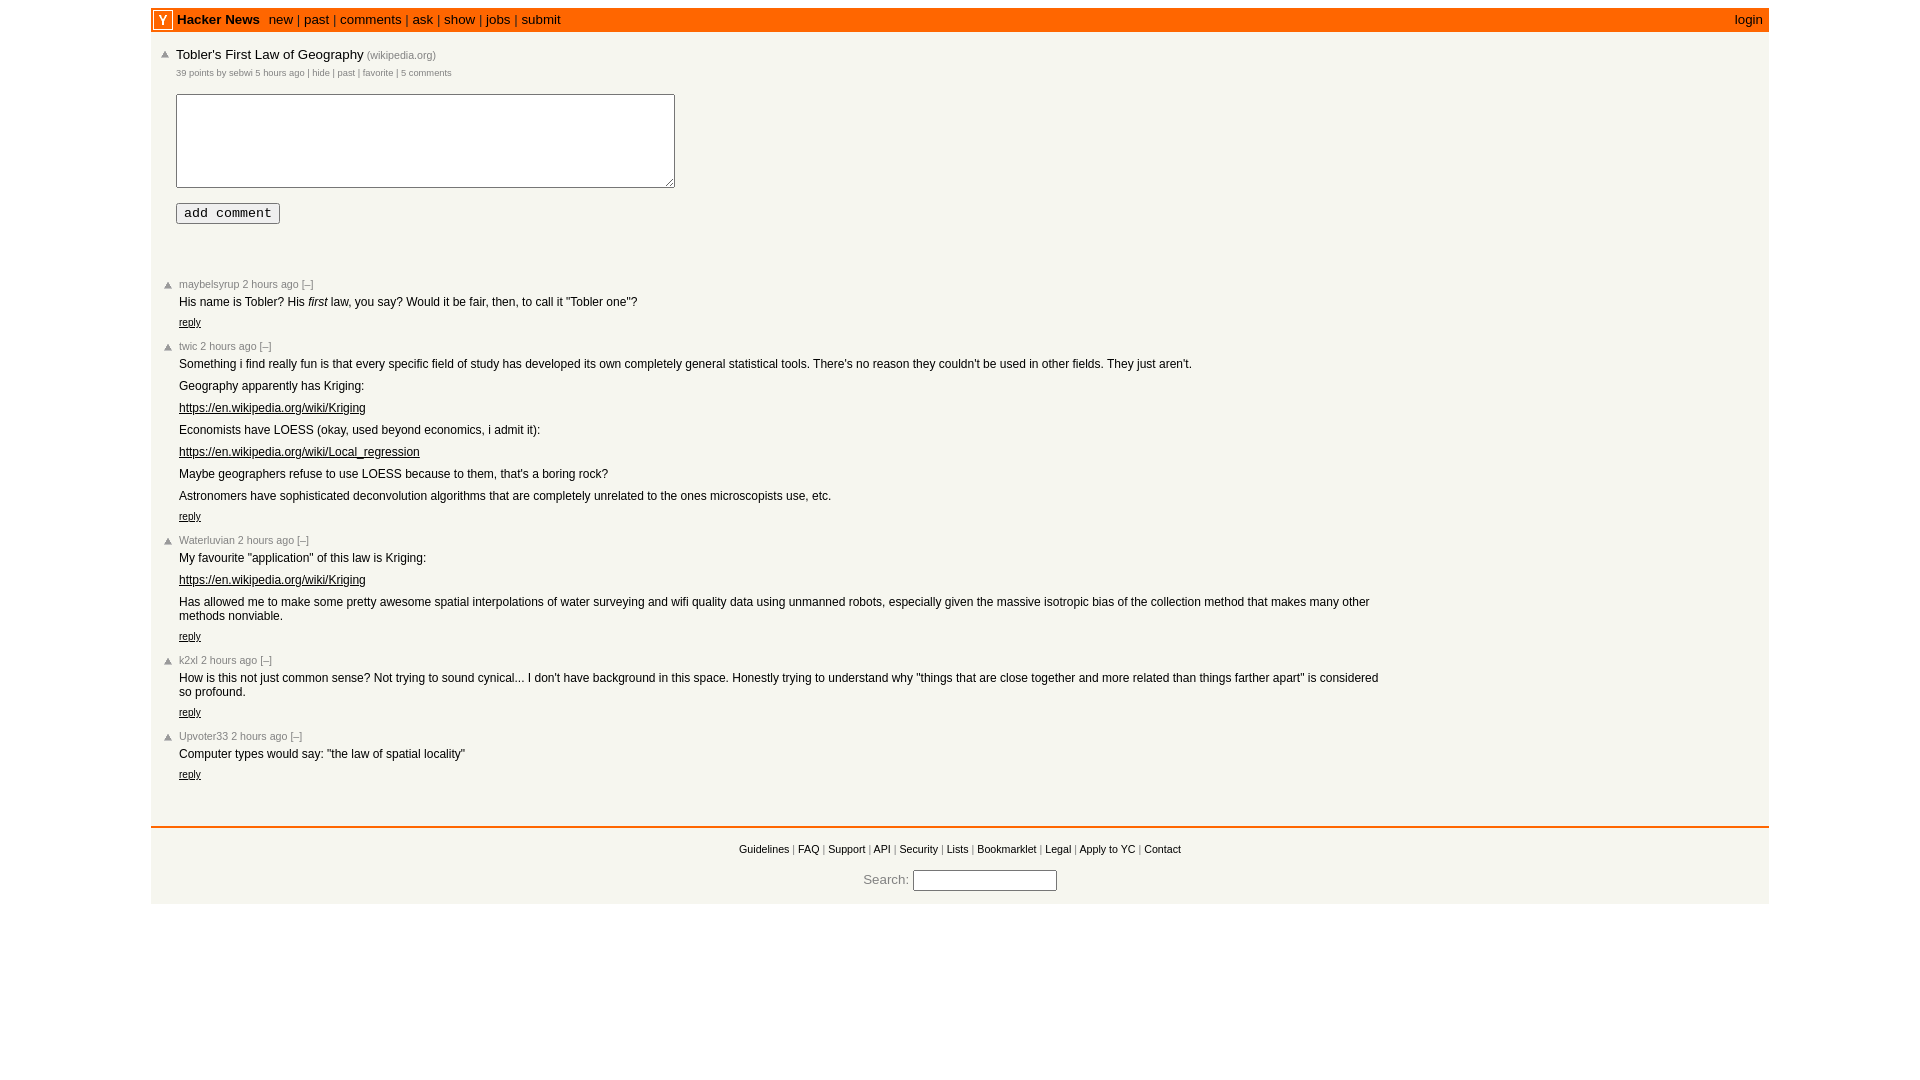 Y Hacker News new | past | comments | ask | show | jobs | submit login
Tobler's First Law of Geography (wikipedia.org)
39 points by sebwi 5 hours ago | hide | past | favorite | 5 comments
add comment
maybelsyrup 2 hours ago [–]
His name is Tobler? His first law, you say? Would it be fair, then, to call it "Tobler one"?
reply
twic 2 hours ago [–]
Something i find really fun is that every specific field of study has developed its own completely general statistical tools. There's no reason they couldn't be used in other fields. They just aren't.
Geography apparently has Kriging:
https://en.wikipedia.org/wiki/Kriging
Economists have LOESS (okay, used beyond economics, i admit it):
https://en.wikipedia.org/wiki/Local_regression
Maybe geographers refuse to use LOESS because to them, that's a boring rock?
Astronomers have sophisticated deconvolution algorithms that are completely unrelated to the ones microscopists use, etc.
reply
Waterluvian 2 hours ago [–]
My favourite "application" of this law is Kriging:
https://en.wikipedia.org/wiki/Kriging
Has allowed me to make some pretty awesome spatial interpolations of water surveying and wifi quality data using unmanned robots, especially given the massive isotropic bias of the collection method that makes many other
methods nonviable.
reply
k2xl 2 hours ago [–]
How is this not just common sense? Not trying to sound cynical... I don't have background in this space. Honestly trying to understand why "things that are close together and more related than things farther apart" is considered
so profound.
reply
Upvoter33 2 hours ago [–]
Computer types would say: "the law of spatial locality"
reply
Guidelines | FAQ | Support | API | Security | Lists | Bookmarklet | Legal | Apply to YC | Contact
Search: